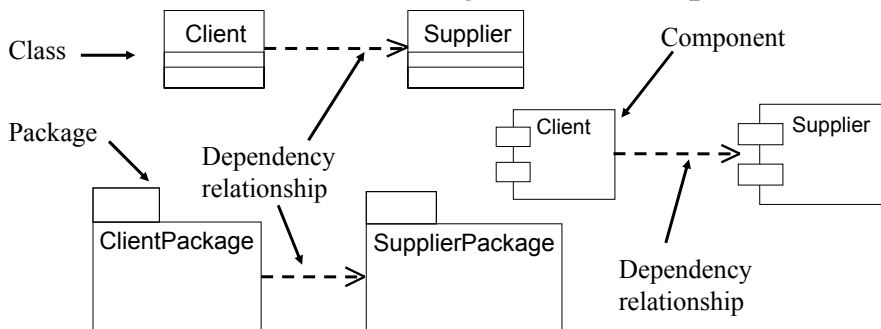 Class
Client
Supplier
Component
Package
Dependency
relationship
Client
Supplier
ClientPackage
SupplierPackage
Dependency
relationship